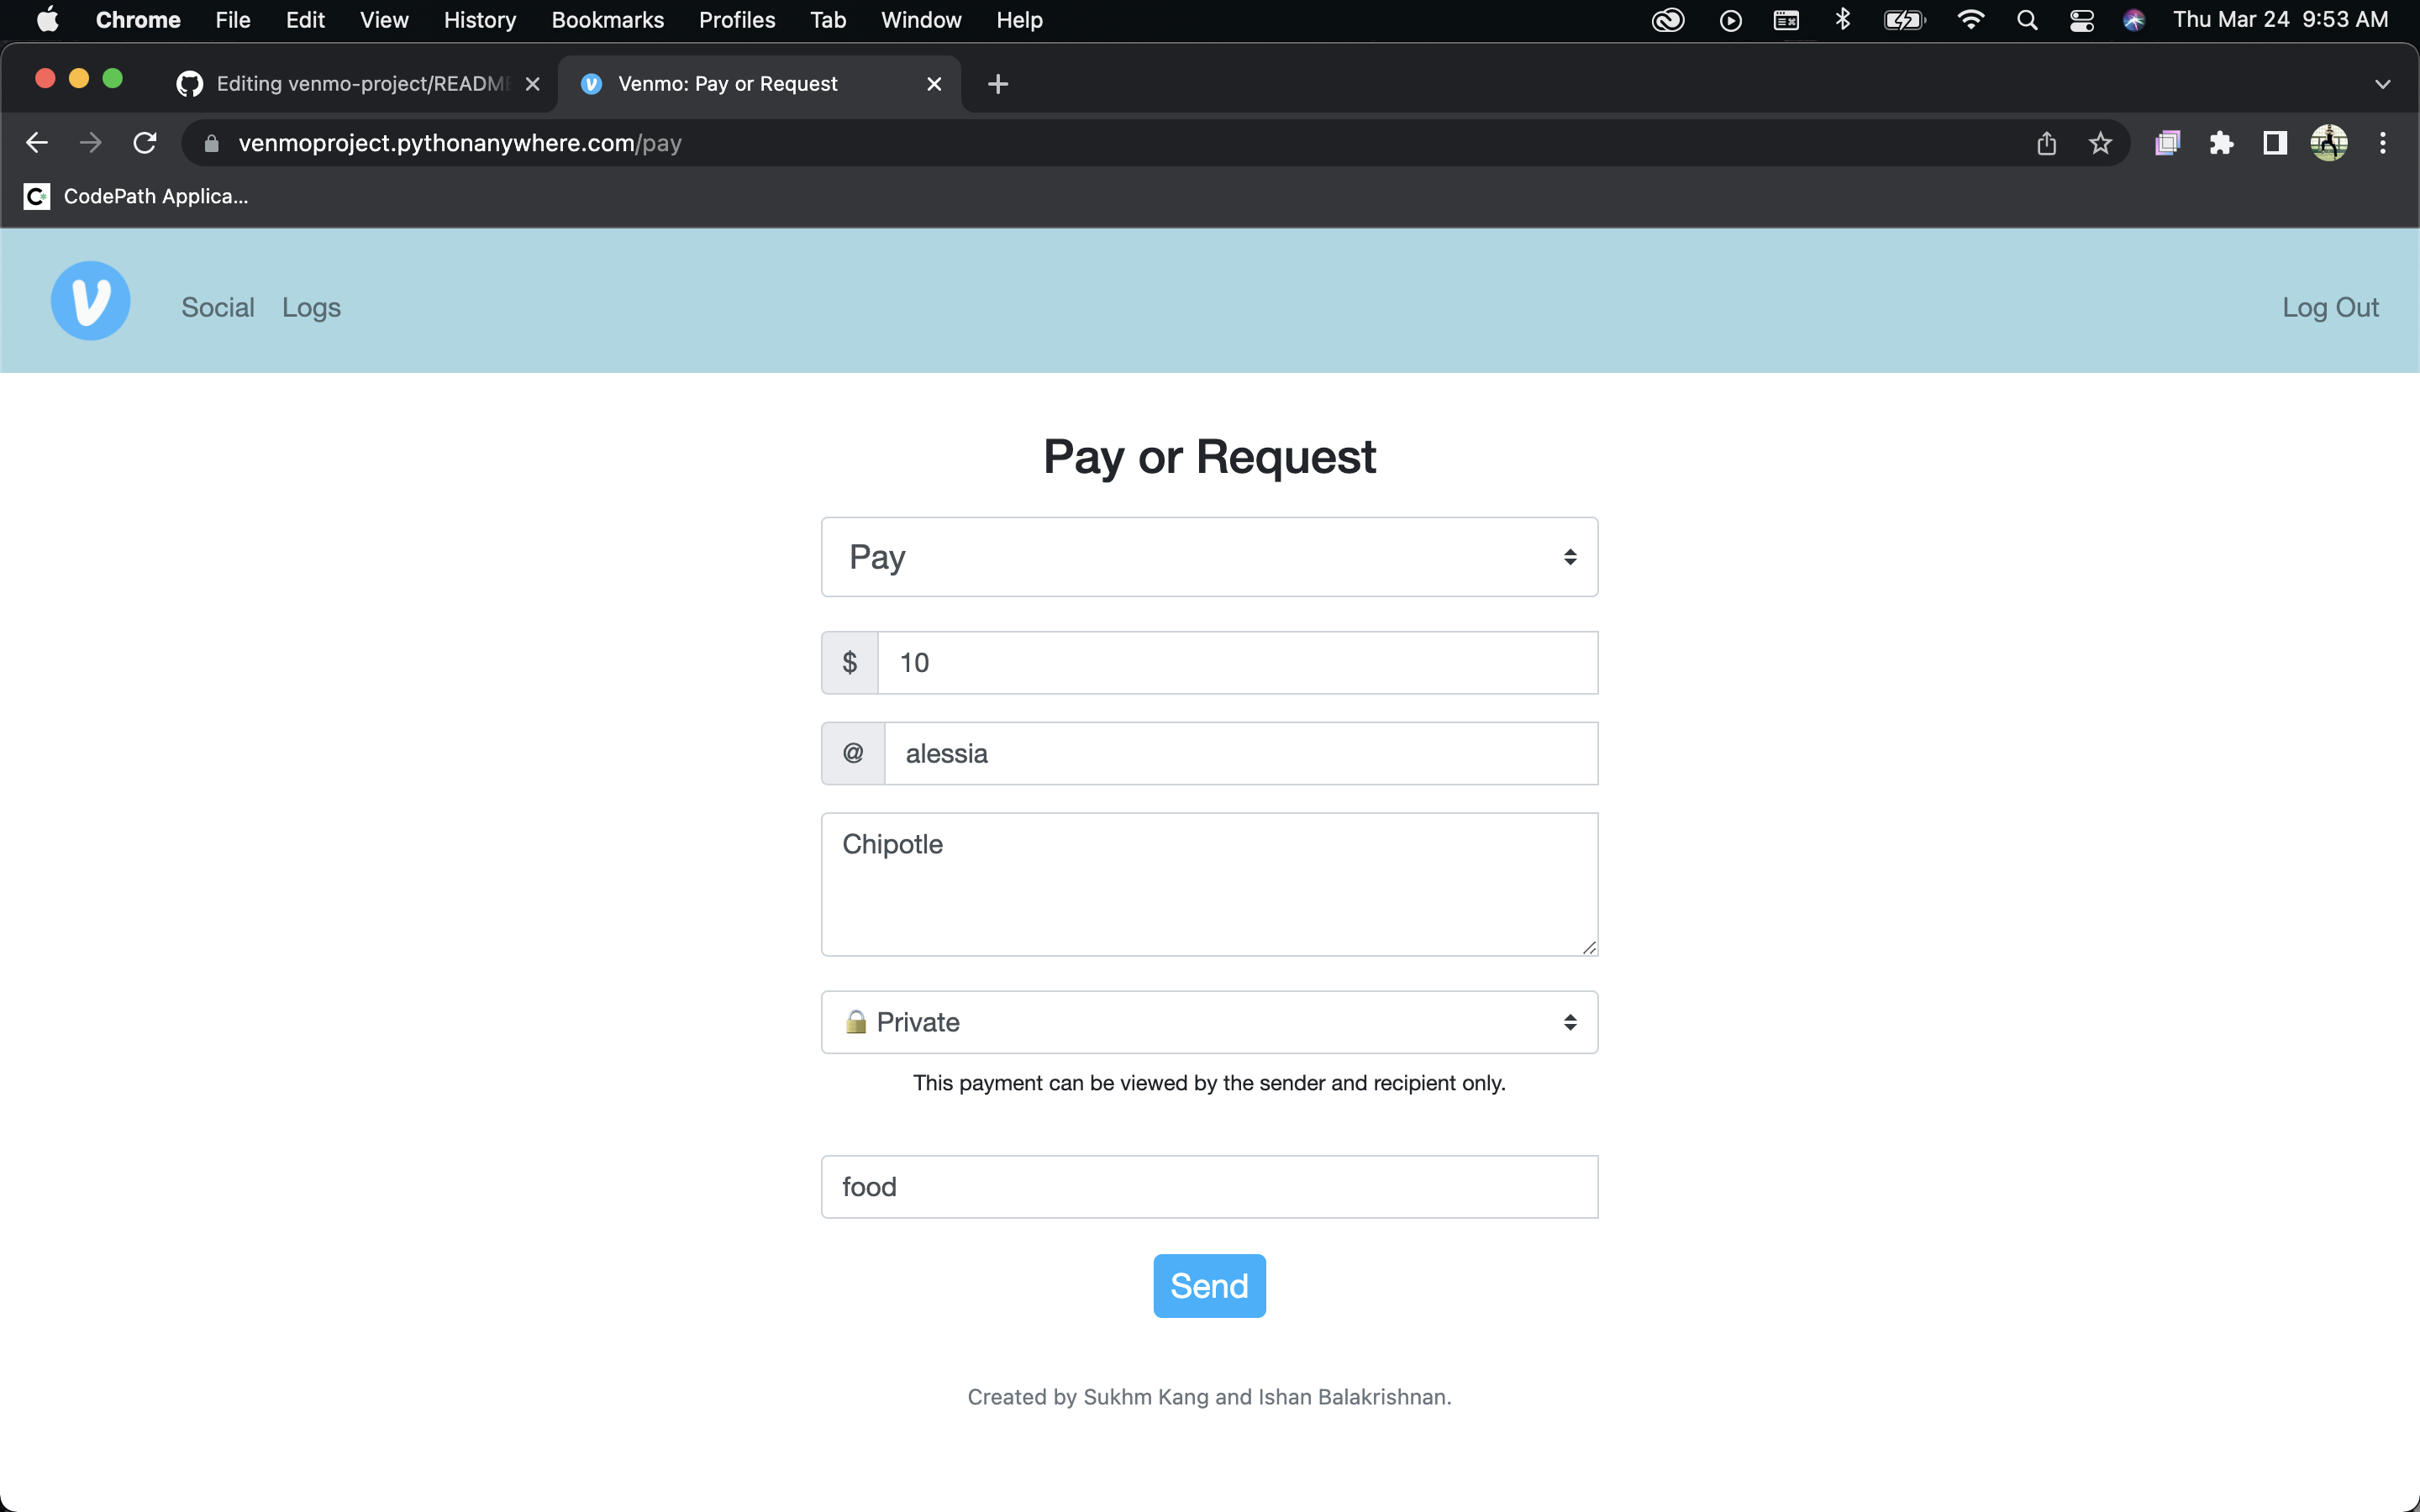 Chrome File Edit View History Bookmarks Profiles Tab Window Help Thu Mar 24 9:53 AM
Editing venmo-project/README Venmo: Pay or Request
venmoproject.pythonanywhere.com/pay
CodePath Applica...
Social Logs Log Out
Pay or Request
Pay
$ 10
@ alessia
Chipotle
🔒 Private
This payment can be viewed by the sender and recipient only.
food
Send
Created by Sukhm Kang and Ishan Balakrishnan.